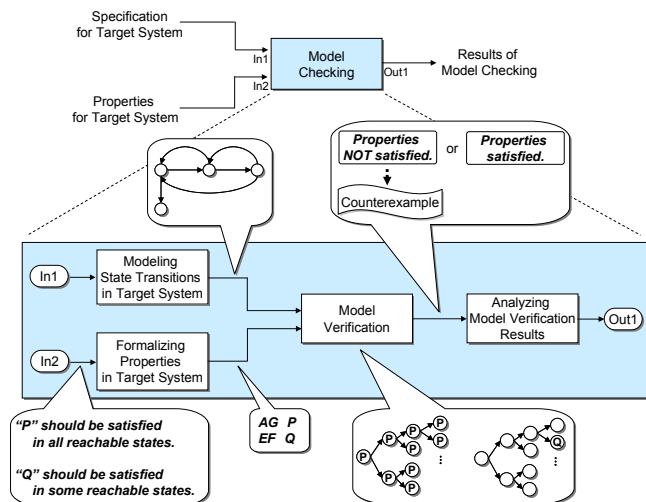 Specification
for Target System
In1
Model
Checking
Out1
Results of
Model Checking
In2
Properties
for Target System
Properties
NOT satisfied.
or
Properties
satisfied.
Counterexample
In1
Modeling
State Transitions
in Target System
Model
Verification
Analyzing
Model Verification
Results
Out1
In2
Formalizing
Properties
in Target System
“P” should be satisfied
in all reachable states.
“Q” should be satisfied
in some reachable states.
AG P
EF Q
P
P
P
P
P
P
P
P
P
P
P
...
Q
...